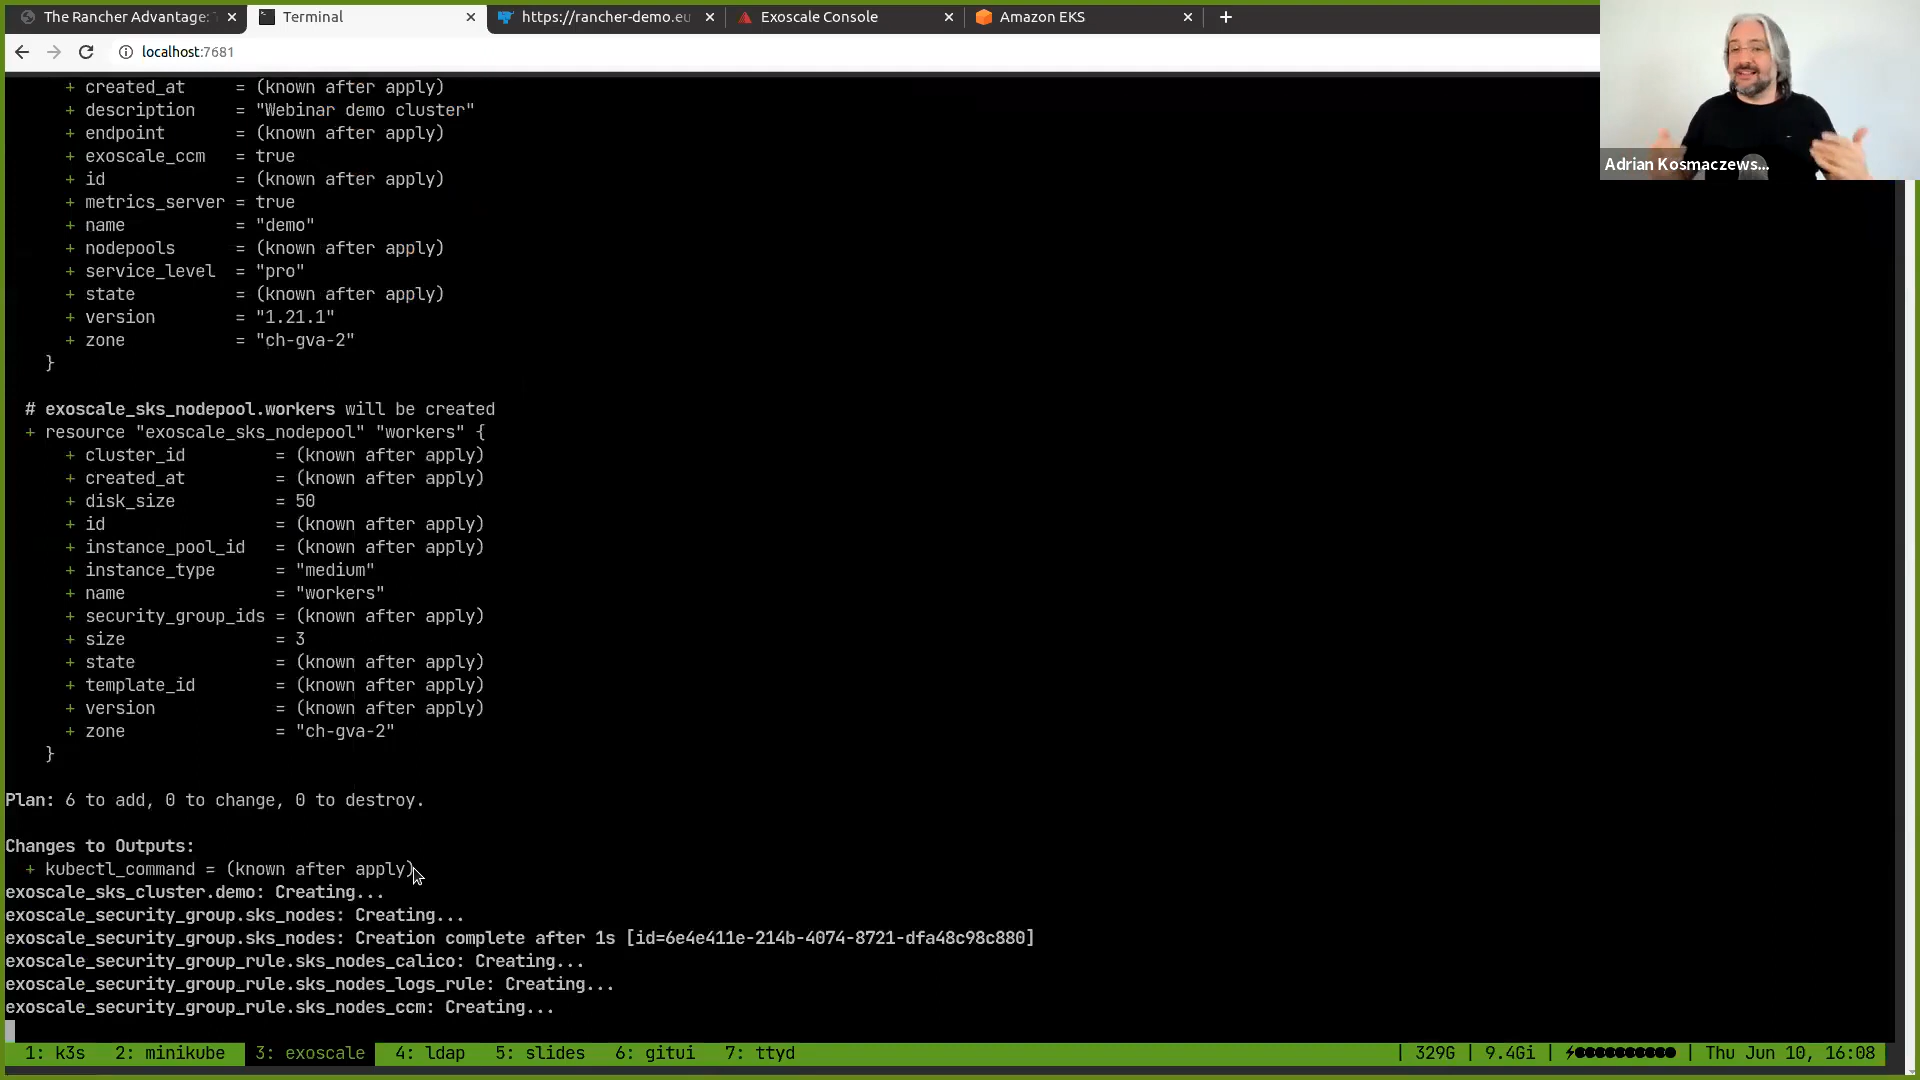 The Rancher Advantage:
Terminal
https://rancher-demo.eu
Exoscale Console
Amazon EKS
localhost:7681
+ created_at = (known after apply)
+ description = "Webinar demo cluster"
+ endpoint = (known after apply)
+ exoscale_ccm = true
+ id = (known after apply)
+ metrics_server = true
+ name = "demo"
+ nodepools = (known after apply)
+ service_level = "pro"
+ state = (known after apply)
+ version = "1.21.1"
+ zone = "ch-gva-2"
}
# exoscale_sks_nodepool.workers will be created
+ resource "exoscale_sks_nodepool" "workers" {
+ cluster_id = (known after apply)
+ created_at = (known after apply)
+ disk_size = 50
+ id = (known after apply)
+ instance_pool_id = (known after apply)
+ instance_type = "medium"
+ name = "workers"
+ security_group_ids = (known after apply)
+ size = 3
+ state = (known after apply)
+ template_id = (known after apply)
+ version = (known after apply)
+ zone = "ch-gva-2"
}
Plan: 6 to add, 0 to change, 0 to destroy.
Changes to Outputs:
+ kubectl_command = (known after apply)
exoscale_sks_cluster.demo: Creating...
exoscale_security_group.sks_nodes: Creating...
exoscale_security_group.sks_nodes: Creation complete after 1s [id=6e4e411e-214b-4074-8721-dfa48c98c880]
exoscale_security_group_rule.sks_nodes_calico: Creating...
exoscale_security_group_rule.sks_nodes_logs_rule: Creating...
exoscale_security_group_rule.sks_nodes_ccm: Creating...
1: k3s 2: minikube 3: exoscale 4: ldap 5: slides 6: gitui 7: ttyd | 329G | 9.4Gi | | Thu Jun 10, 16:08
Adrian Kosmaczews...